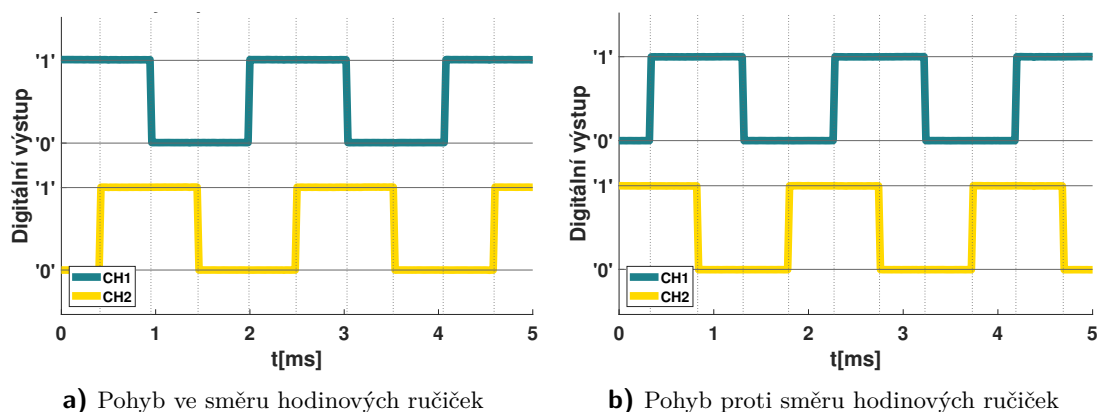 Digitální výstup
'1'
'0'
'1'
'0'
CH1
CH2
0 1 2 3 4 5
t[ms]
a) Pohyb ve směru hodinových ručiček
Digitální výstup
'1'
'0'
'1'
'0'
CH1
CH2
0 1 2 3 4 5
t[ms]
b) Pohyb proti směru hodinových ručiček